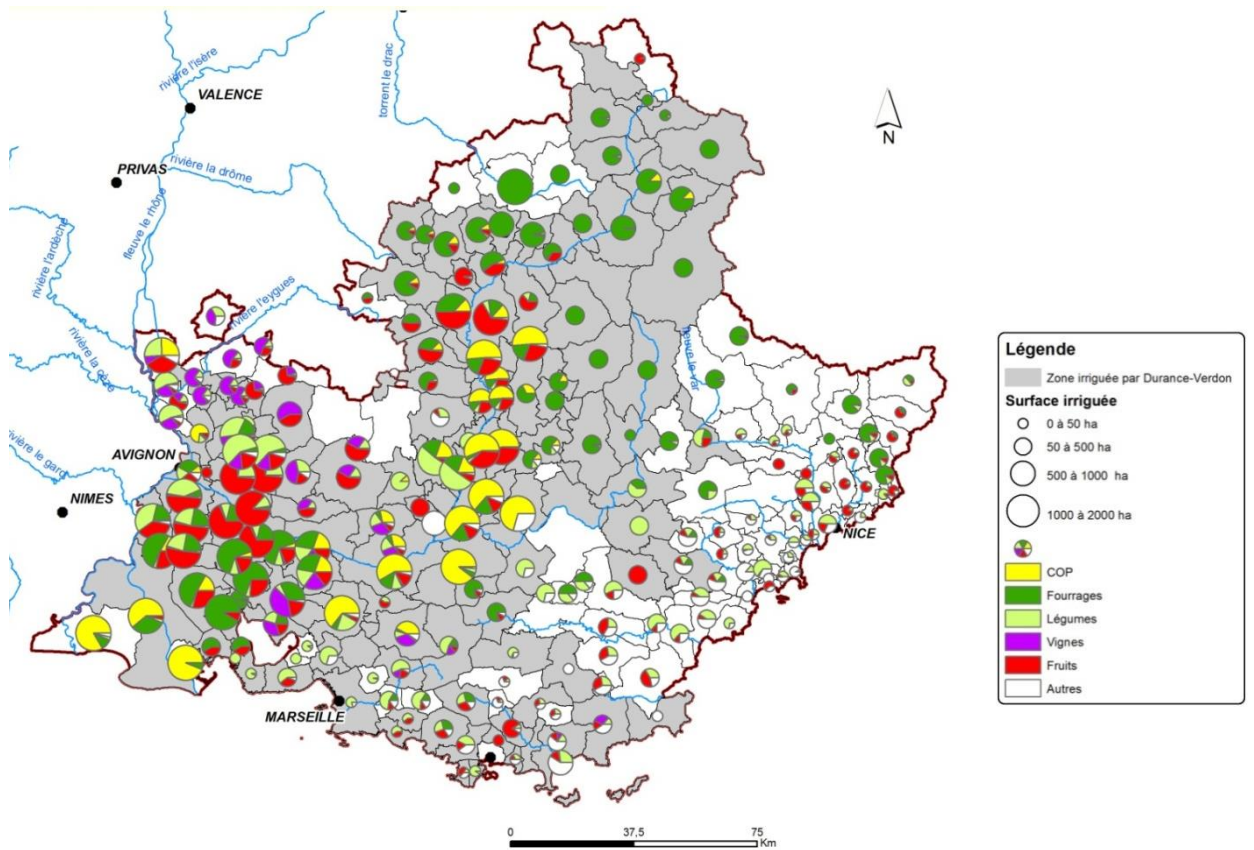 rivière l'isère
VALENCE
torrent le drac
N
PRIVAS
rivière la drôme
fleuve le rhône
rivière l'ardèche
rivière l'eygues
rivière la cèze
fleuve le var
rivière le gard
AVIGNON
NIMES
NICE
MARSEILLE
0
37,5
75
Km
Légende
Zone irriguée par Durance-Verdon
Surface irriguée
0 à 50 ha
50 à 500 ha
500 à 1000 ha
1000 à 2000 ha
COP
Fourrages
Légumes
Vignes
Fruits
Autres